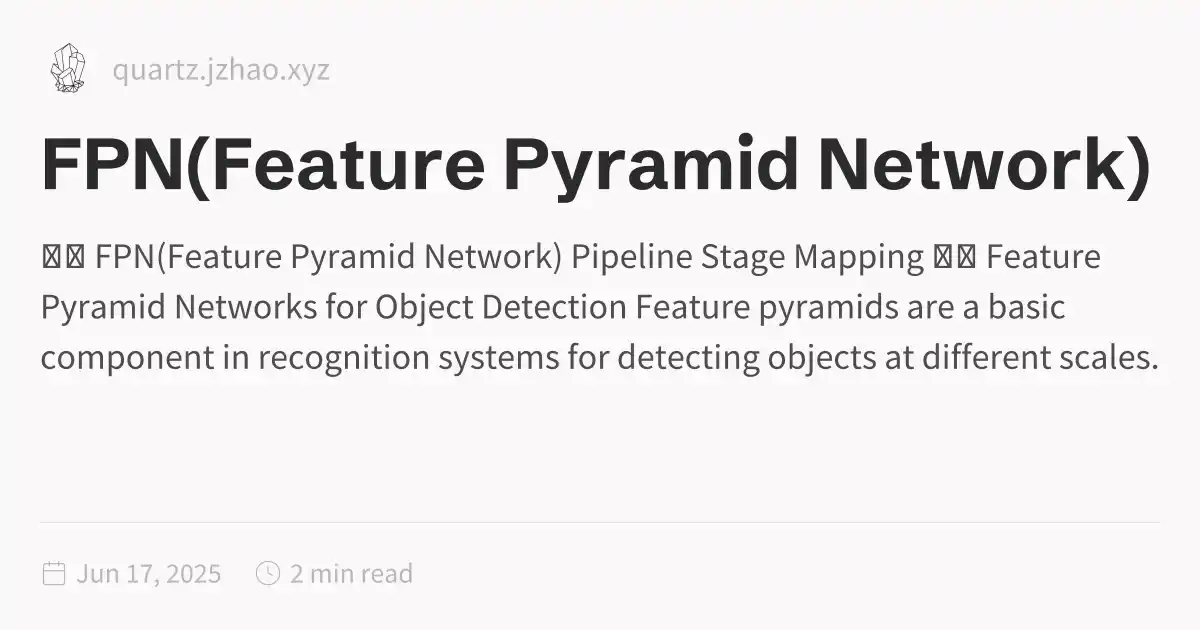 quartz.jzhao.xyz
FPN(Feature Pyramid Network)
FPN(Feature Pyramid Network) Pipeline Stage Mapping Feature
Pyramid Networks for Object Detection Feature pyramids are a basic
component in recognition systems for detecting objects at different scales.
Jun 17, 2025 2 min read